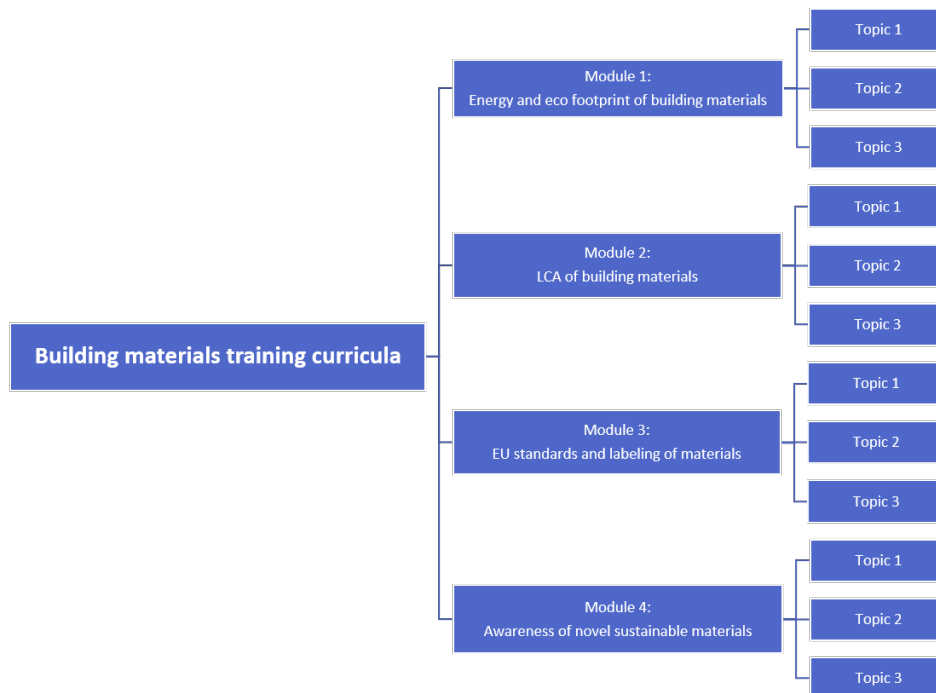 Building materials training curricula
Module 1:
Energy and eco footprint of building materials
Topic 1
Topic 2
Topic 3
Module 2:
LCA of building materials
Topic 1
Topic 2
Topic 3
Module 3:
EU standards and labeling of materials
Topic 1
Topic 2
Topic 3
Module 4:
Awareness of novel sustainable materials
Topic 1
Topic 2
Topic 3